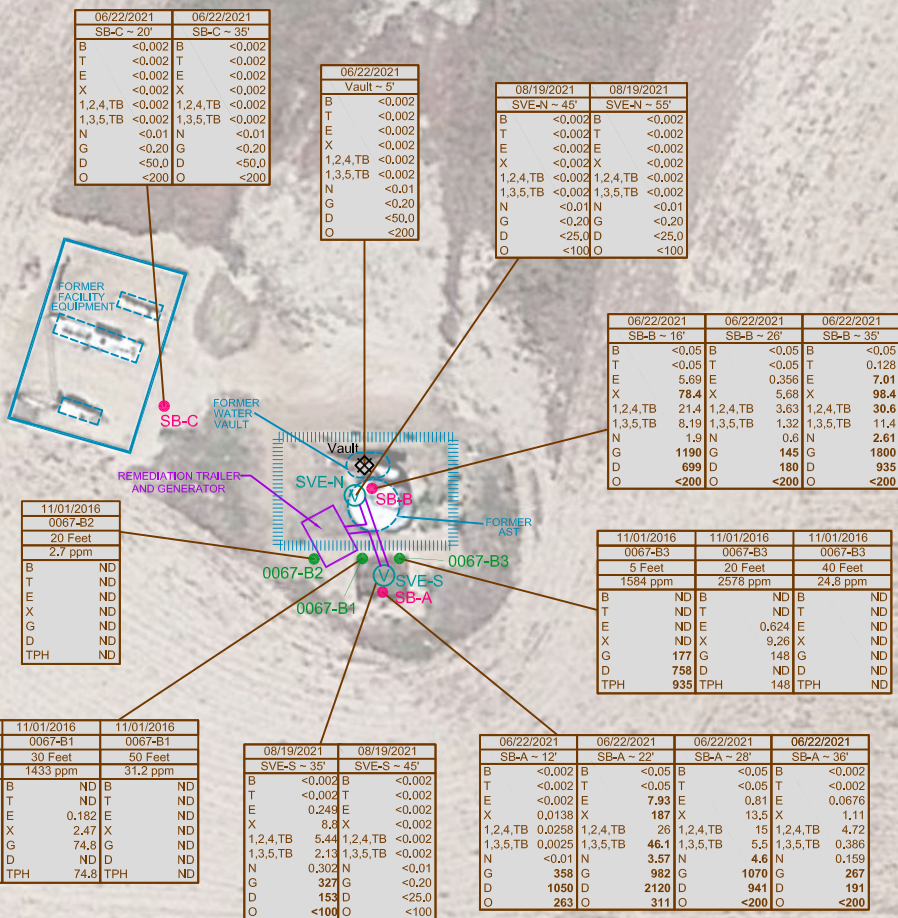 06/22/2021 06/22/2021
SB-C ~ 20' SB-C ~ 35'
B <0.002 B <0.002
T <0.002 T <0.002
E <0.002 E <0.002
X <0.002 X <0.002
1,2,4,TB <0.002 1,2,4,TB <0.002
1,3,5,TB <0.002 1,3,5,TB <0.002
N <0.01 N <0.01
G <0.20 G <0.20
D <50.0 D <50.0
O <200 O <200
06/22/2021
Vault ~ 5'
B <0.002
T <0.002
E <0.002
X <0.002
1,2,4,TB <0.002
1,3,5,TB <0.002
N <0.01
G <0.20
D <50.0
O <200
08/19/2021 08/19/2021
SVE-N ~ 45' SVE-N ~ 55'
B <0.002 B <0.002
T <0.002 T <0.002
E <0.002 E <0.002
X <0.002 X <0.002
1,2,4,TB <0.002 1,2,4,TB <0.002
1,3,5,TB <0.002 1,3,5,TB <0.002
N <0.01 N <0.01
G <0.20 G <0.20
D <25.0 D <25.0
O <100 O <100
FORMER
FACILITY
EQUIPMENT
06/22/2021 06/22/2021 06/22/2021
SB-B ~ 16' SB-B ~ 26' SB-B ~ 35'
B <0.05 B <0.05 B <0.05
T <0.05 T <0.05 T 0.128
E 5.69 E 0.356 E 7.01
X 78.4 X 5.68 X 98.4
1,2,4,TB 21.4 1,2,4,TB 3.63 1,2,4,TB 30.6
1,3,5,TB 8.19 1,3,5,TB 1.32 1,3,5,TB 11.4
N 1.9 N 0.6 N 2.61
G 1190 G 145 G 1800
D 699 D 180 D 935
O <200 O <200 O <200
SB-C
FORMER
WATER
VAULT
Vault
REMEDIATION TRAILER
AND GENERATOR
SVE-N
V
SB-B
FORMER
AST
0067-B2
0067-B3
V
SVE-S
0067-B1
SB-A
11/01/2016
0067-B2
20 Feet
2.7 ppm
B ND
T ND
E ND
X ND
G ND
D ND
TPH ND
11/01/2016 11/01/2016 11/01/2016
0067-B3 0067-B3 0067-B3
5 Feet 20 Feet 40 Feet
1584 ppm 2578 ppm 24.8 ppm
B ND B ND B ND
T ND T ND T ND
E ND E 0.624 E ND
X ND X 9.26 X ND
G 177 G 148 G ND
D 758 D ND D ND
TPH 935 TPH 148 TPH ND
11/01/2016 11/01/2016
0067-B1 0067-B1
30 Feet 50 Feet
1433 ppm 31.2 ppm
B ND B ND
T ND T ND
E 0.182 E ND
X 2.47 X ND
G 74.8 G ND
D ND D ND
TPH 74.8 TPH ND
08/19/2021 08/19/2021
SVE-S ~ 35' SVE-S ~ 45'
B <0.002 B <0.002
T <0.002 T <0.002
E 0.249 E <0.002
X 8.8 X <0.002
1,2,4,TB 5.44 1,2,4,TB <0.002
1,3,5,TB 2.13 1,3,5,TB <0.002
N 0.302 N <0.01
G 327 G <0.20
D 153 D <25.0
O <100 O <100
06/22/2021 06/22/2021 06/22/2021 06/22/2021
SB-A ~ 12' SB-A ~ 22' SB-A ~ 28' SB-A ~ 36'
B <0.002 B <0.05 B <0.05 B <0.002
T <0.002 T <0.05 T <0.05 T <0.002
E <0.002 E 7.93 E 0.81 E 0.0676
X 0.0138 X 187 X 13.5 X 1.11
1,2,4,TB 0.0258 1,2,4,TB 26 1,2,4,TB 15 1,2,4,TB 4.72
1,3,5,TB 0.0025 1,3,5,TB 46.1 1,3,5,TB 5.5 1,3,5,TB 0.386
N <0.01 N 3.57 N 4.6 N 0.159
G 358 G 982 G 1070 G 267
D 1050 D 2120 D 941 D 191
O 263 O 311 O <200 O <200